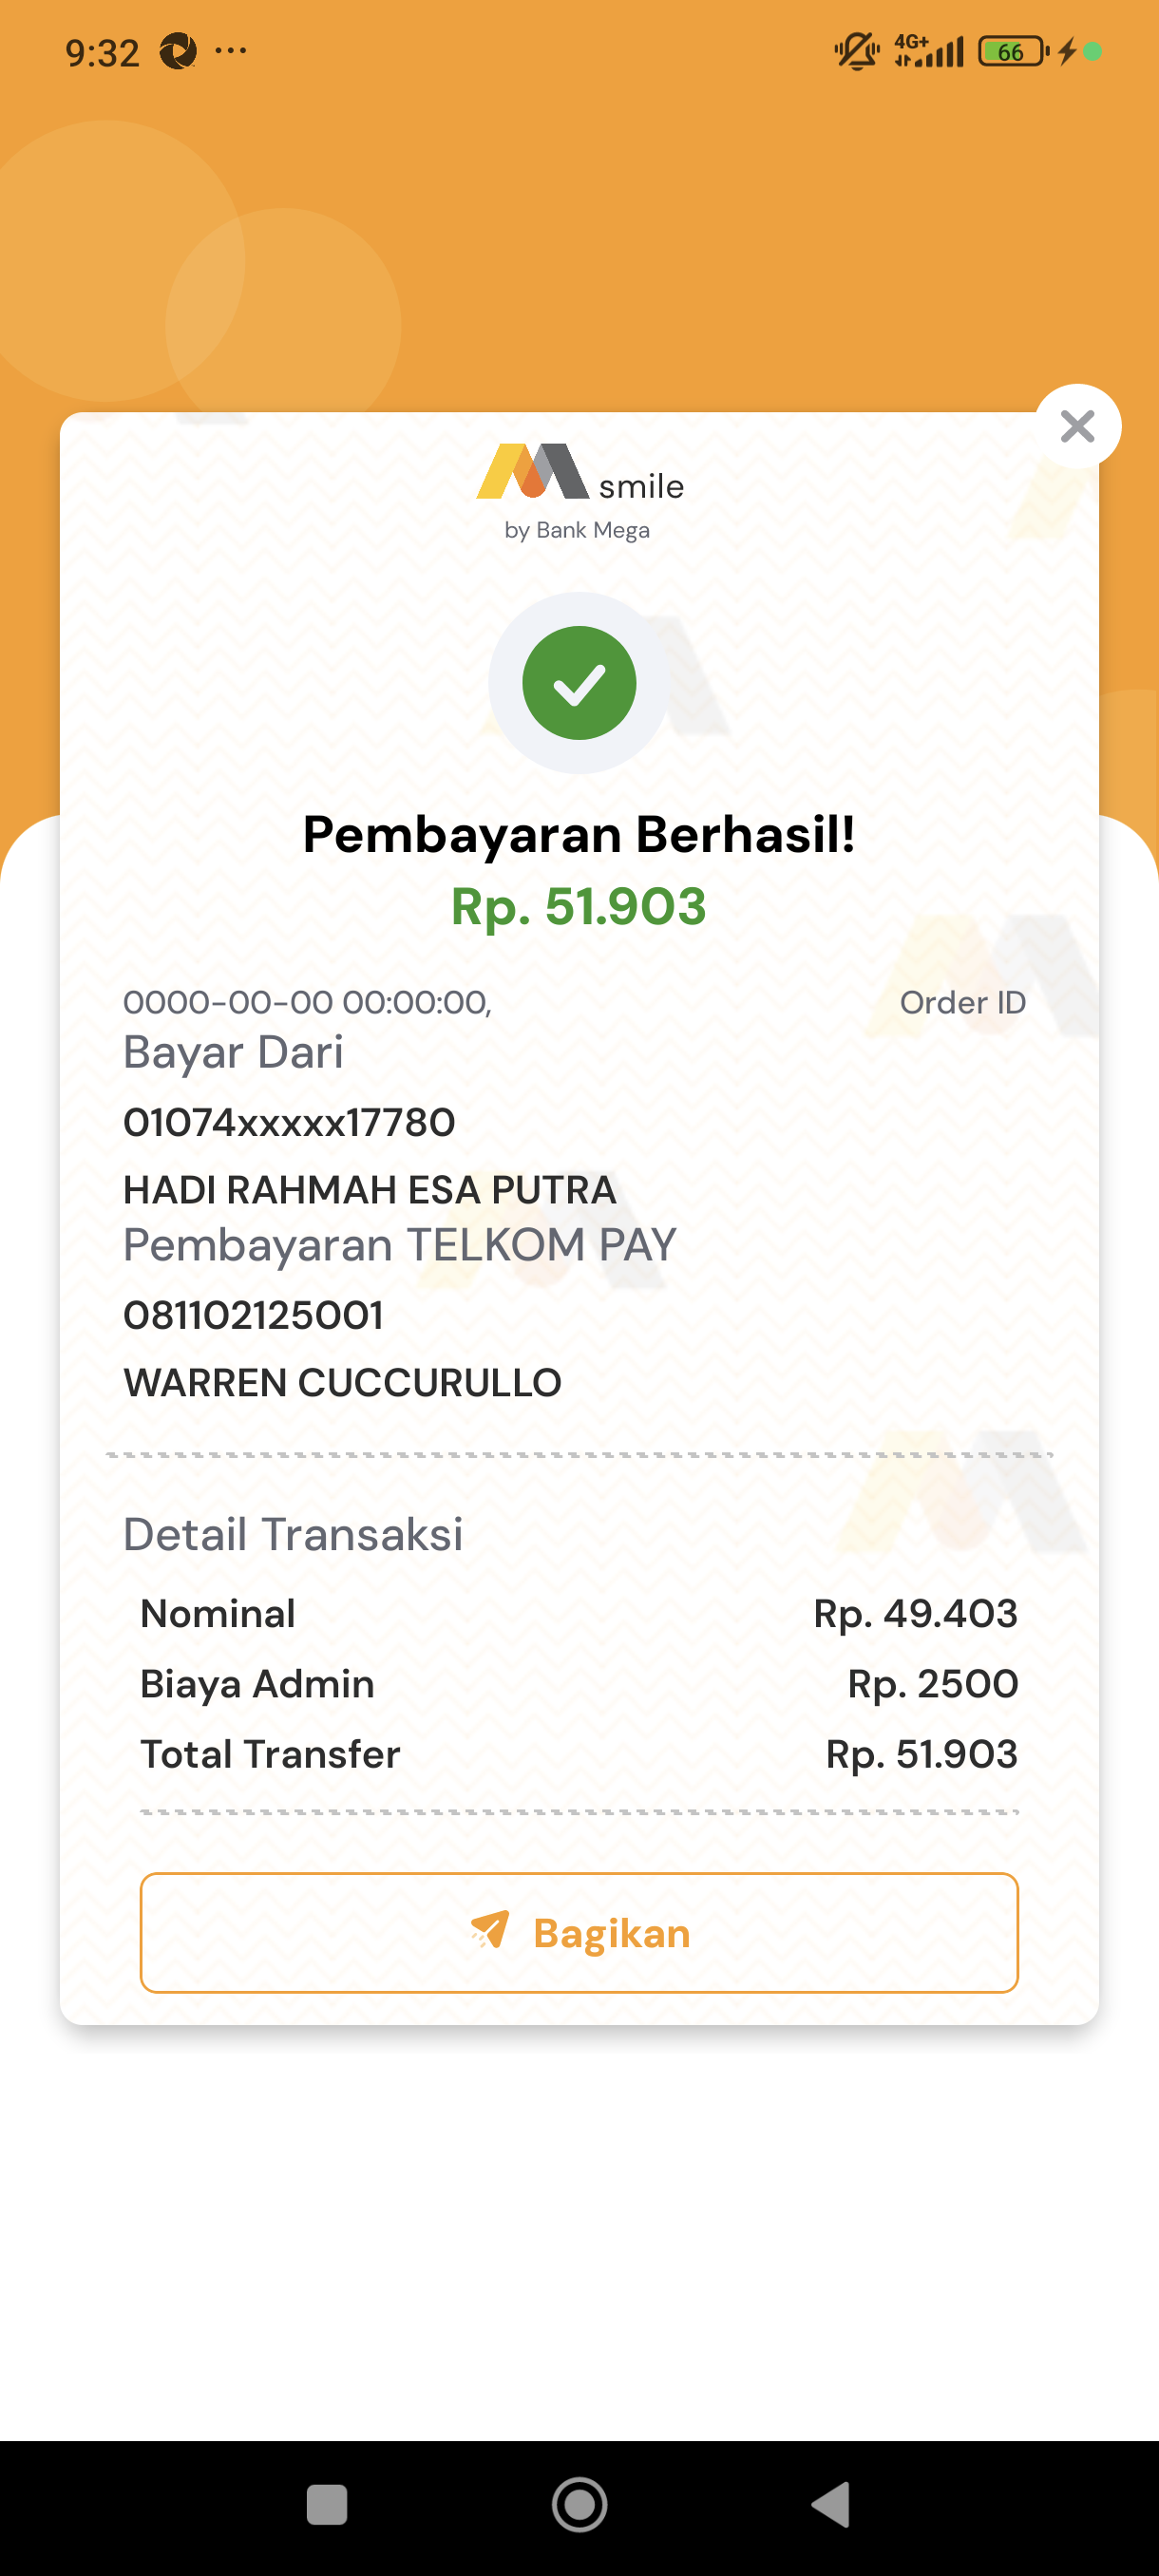 9:32 ... 4G+ 66
smile
by Bank Mega
Pembayaran Berhasil!
Rp. 51.903
0000-00-00 00:00:00, Order ID
Bayar Dari
01074xxxxx17780
HADI RAHMAH ESA PUTRA
Pembayaran TELKOM PAY
081102125001
WARREN CUCCURULLO
Detail Transaksi
Nominal Rp. 49.403
Biaya Admin Rp. 2500
Total Transfer Rp. 51.903
Bagikan